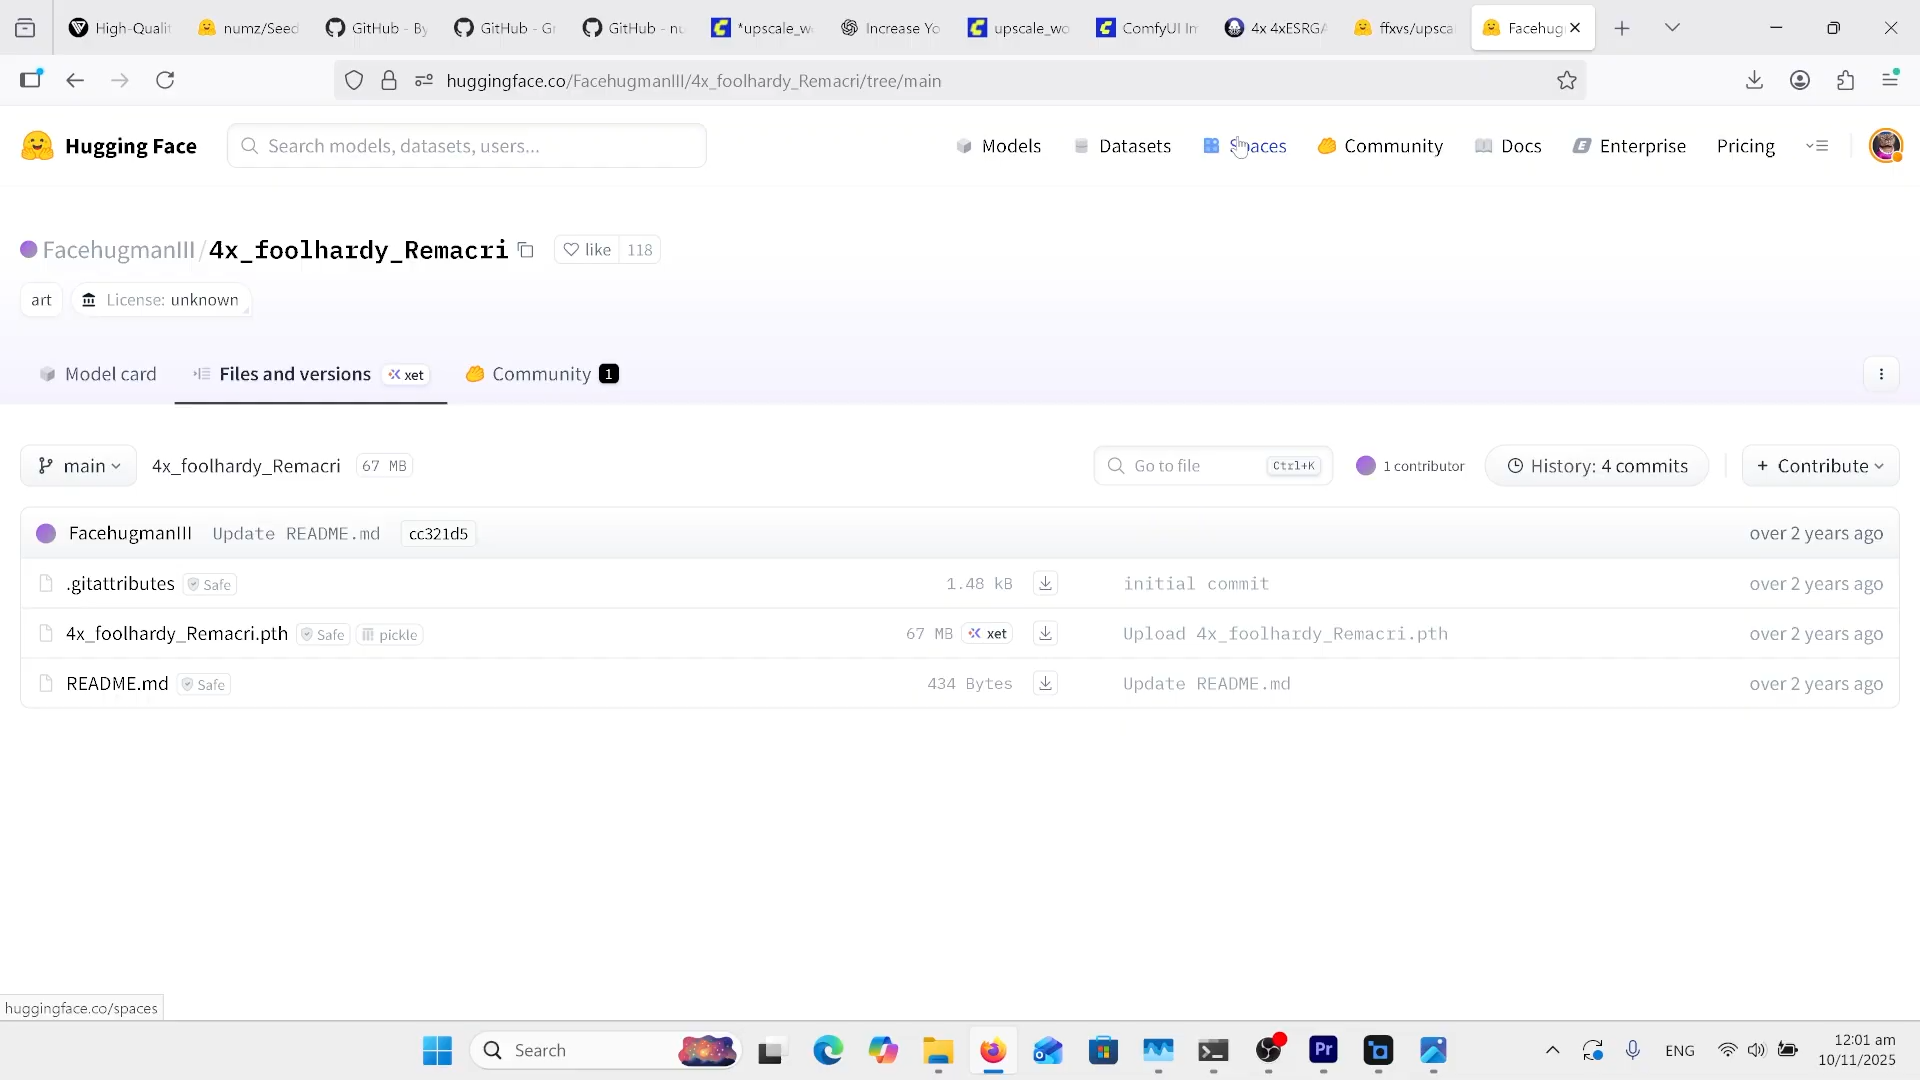 High-Qualit numz/Seed GitHub - By GitHub - Gr GitHub - nu *upscale_w Increase Yo upscale_wo ComfyUI In 4x 4xESRGA ffxvs/upsca Facehug
huggingface.co/FacehugmanIII/4x_foolhardy_Remacri/tree/main
Hugging Face Search models, datasets, users... Models Datasets Spaces Community Docs Enterprise Pricing
FacehugmanIII/4x_foolhardy_Remacri like 118
art License: unknown
Model card Files and versions xet Community 1
main 4x_foolhardy_Remacri 67 MB Go to file Ctrl+K 1 contributor History: 4 commits + Contribute
FacehugmanIII Update README.md cc321d5 over 2 years ago
.gitattributes Safe 1.48 kB initial commit over 2 years ago
4x_foolhardy_Remacri.pth Safe pickle 67 MB xet Upload 4x_foolhardy_Remacri.pth over 2 years ago
README.md Safe 434 Bytes Update README.md over 2 years ago
huggingface.co/spaces
Search Pr ENG 12:01 am
10/11/2025